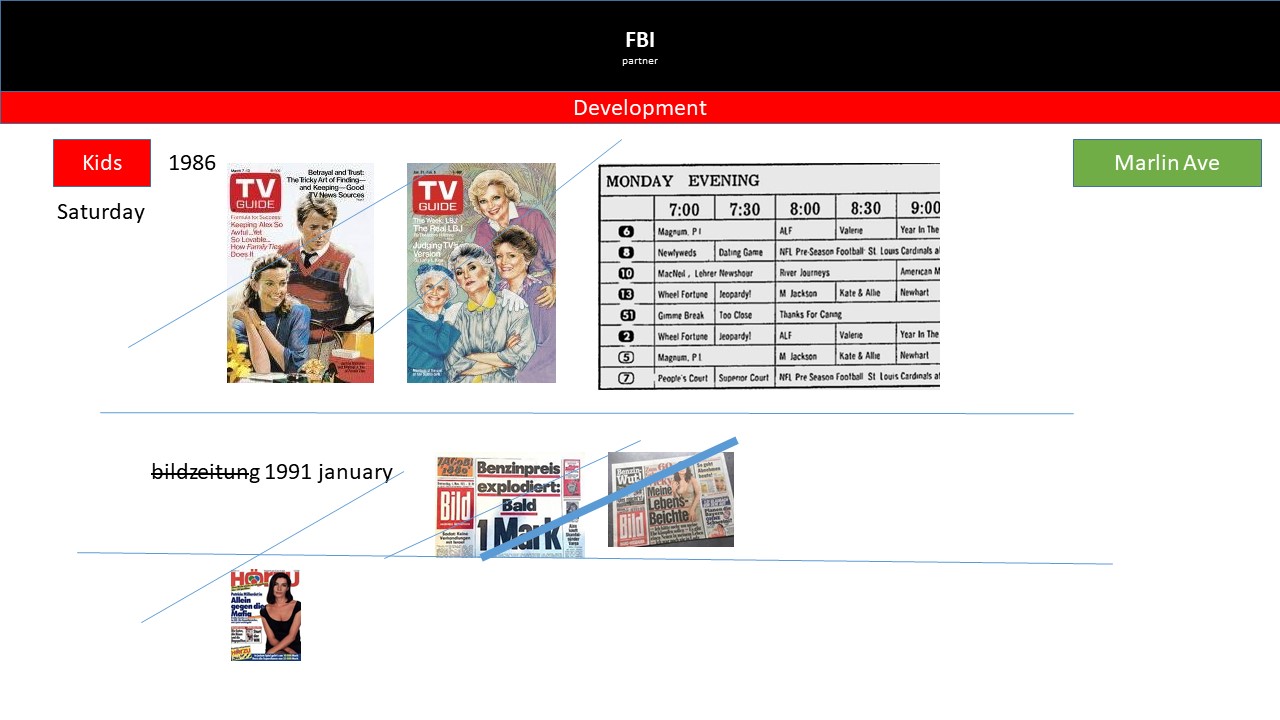 FBI
partner
Development
Kids
1986
Marlin Ave
Saturday
TV
GUIDE
Betrayal and Trust:
The Tricky Art of Finding—
and Keeping—Good
TV News Sources
Formula for Success:
Keeping Alex So
Awful...Yet
So Lovable...
How Family Ties
Does It
TV
GUIDE
The Week, LBJ
The Real LBJ
Judging TV's
Version
MONDAY EVENING
7:00 7:30 8:00 8:30 9:00
6 Magnum, P.I ALF Valerie Year In The
8 Newlyweds Dating Game NFL Pre-Season Football St. Louis Cardinals a
10 MacNeil, Lehrer Newshour River Journeys American M
13 Wheel Fortune Jeopardy! M Jackson Kate & Allie Newhart
51 Gimme Break Too Close Thanks For Caring
2 Wheel Fortune Jeopardy! ALF Valerie Year In The
5 Magnum, P.I. M Jackson Kate & Allie Newhart
7 People's Court Superior Court NFL Pre Season Football St. Louis Cardinals a
bildzeitung 1991 january
Benzinpreis
explodiert:
Bald
1 Mark
Bild
Benzin-
Wut!
Meine
Lebens-
Beichte
Bild
HÖRZU
Allein
gegen die
Mafia